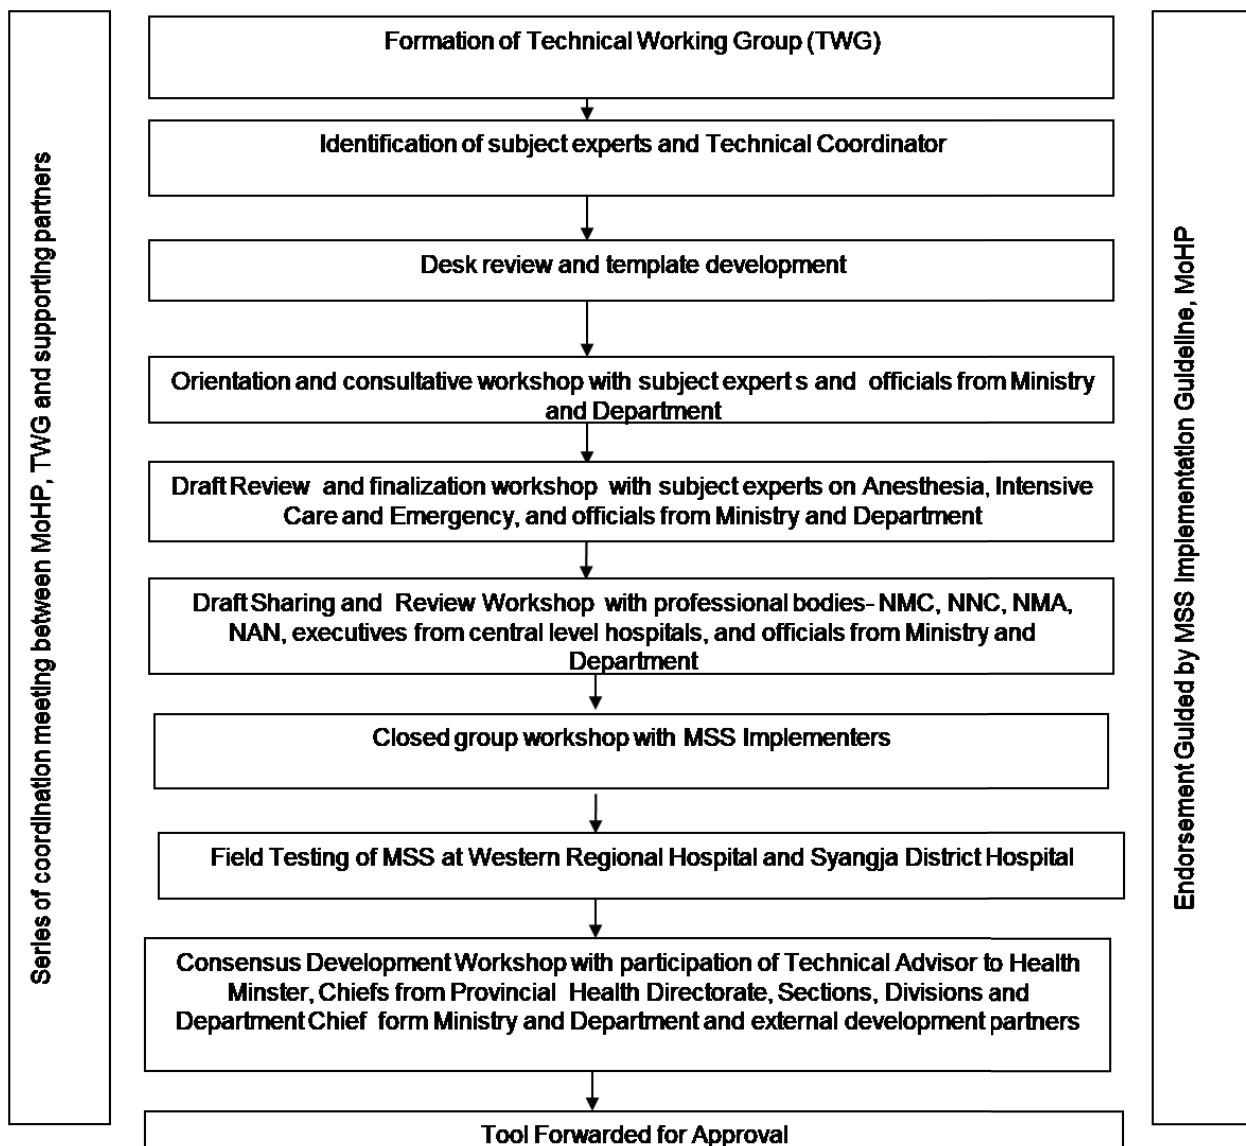 Series of coordination meeting between MoHP, TWG and supporting partners
Formation of Technical Working Group (TWG)
Identification of subject experts and Technical Coordinator
Desk review and template development
Orientation and consultative workshop with subject expert s and officials from Ministry
and Department
Draft Review and finalization workshop with subject experts on Anesthesia, Intensive
Care and Emergency, and officials from Ministry and Department
Draft Sharing and Review Workshop with professional bodies- NMC, NNC, NMA,
NAN, executives from central level hospitals, and officials from Ministry and
Department
Closed group workshop with MSS Implementers
Field Testing of MSS at Western Regional Hospital and Syangja District Hospital
Consensus Development Workshop with participation of Technical Advisor to Health
Minster, Chiefs from Provincial Health Directorate, Sections, Divisions and
Department Chief form Ministry and Department and external development partners
Tool Forwarded for Approval
Endorsement Guided by MSS Implementation Guideline, MoHP